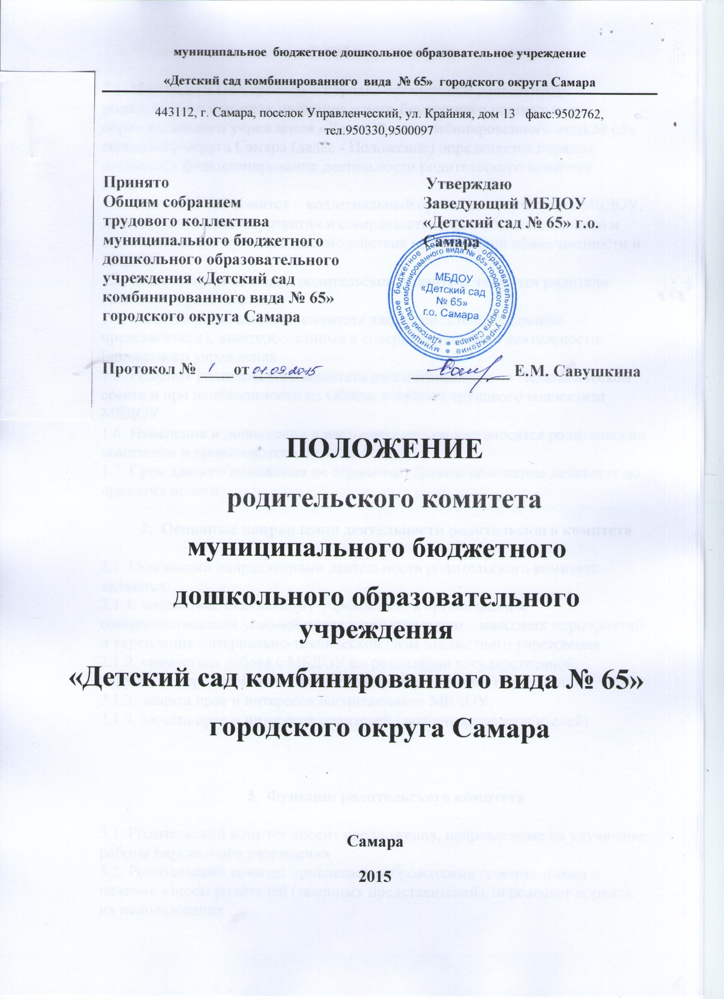 муниципальное бюджетное дошкольное образовательное учреждение
«Детский сад комбинированного вида № 65» городского округа Самара
443112, г. Самара, поселок Управленческий, ул. Крайняя, дом 13 факс:9502762,
тел.950330,9500097
Принято
Общим собранием
трудового коллектива
муниципального бюджетного
дошкольного образовательного
учреждения «Детский сад
комбинированного вида № 65»
городского округа Самара
Протокол № 1 от 01.09.2015
Утверждаю
Заведующий МБДОУ
«Детский сад № 65» г.о.
Самара
муниципальное бюджетное дошкольное образовательное учреждение
«Детский сад комбинированного вида № 65» городского округа Самара
МБДОУ
«Детский сад
№ 65»
г.о. Самара
Е.М. Савушкина
ПОЛОЖЕНИЕ
родительского комитета
муниципального бюджетного
дошкольного образовательного
учреждения
«Детский сад комбинированного вида № 65»
городского округа Самара
Самара
2015